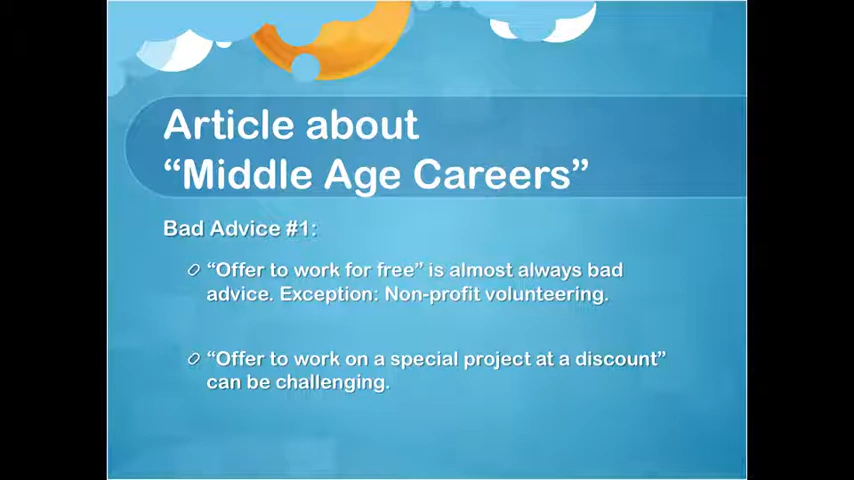 Article about
“Middle Age Careers”
Bad Advice #1:
“Offer to work for free” is almost always bad
advice. Exception: Non-profit volunteering.
“Offer to work on a special project at a discount”
can be challenging.